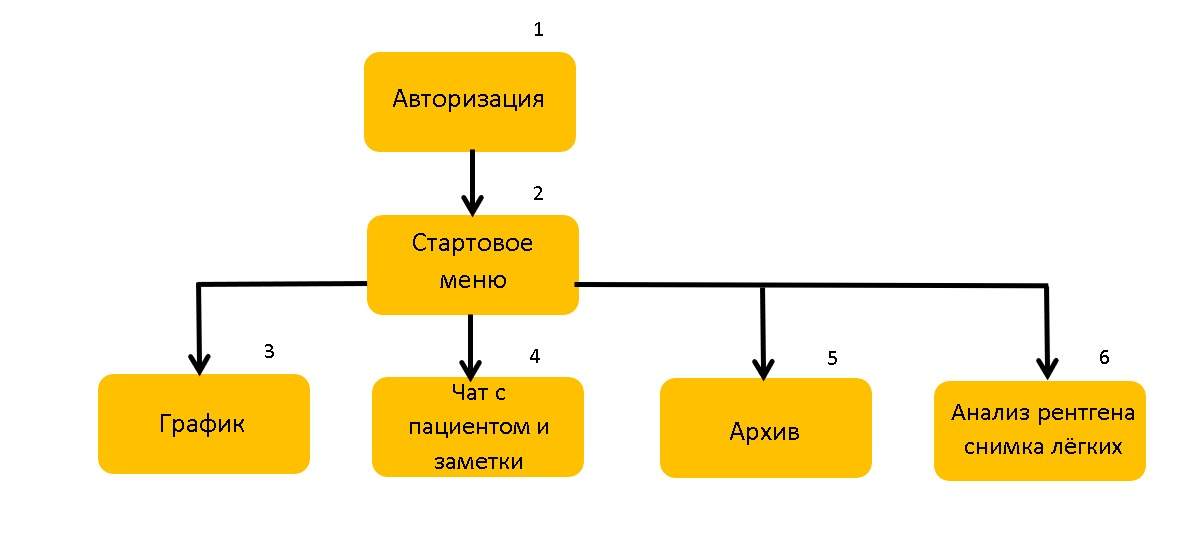 1
Авторизация
2
Стартовое
меню
3
График
4
Чат с
пациентом и
заметки
5
Архив
6
Анализ рентгена
снимка лёгких